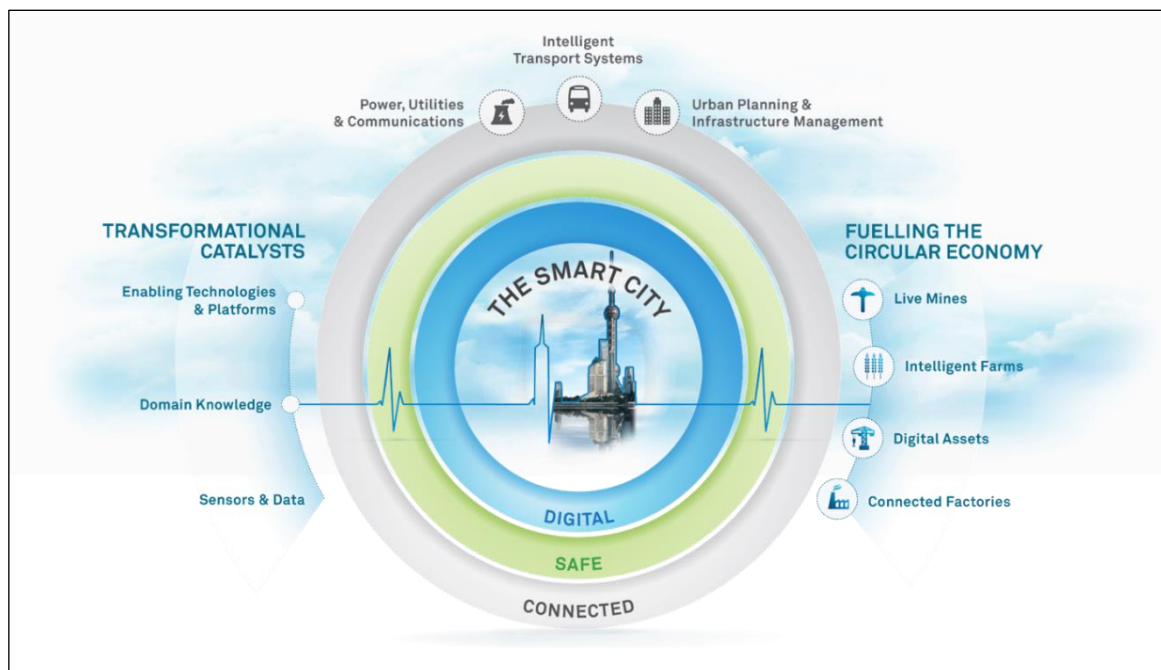 Intelligent
Transport Systems
Power, Utilities
& Communications
Urban Planning &
Infrastructure Management
TRANSFORMATIONAL
CATALYSTS
Enabling Technologies
& Platforms
Domain Knowledge
Sensors & Data
THE SMART CITY
DIGITAL
SAFE
CONNECTED
FUELLING THE
CIRCULAR ECONOMY
Live Mines
Intelligent Farms
Digital Assets
Connected Factories